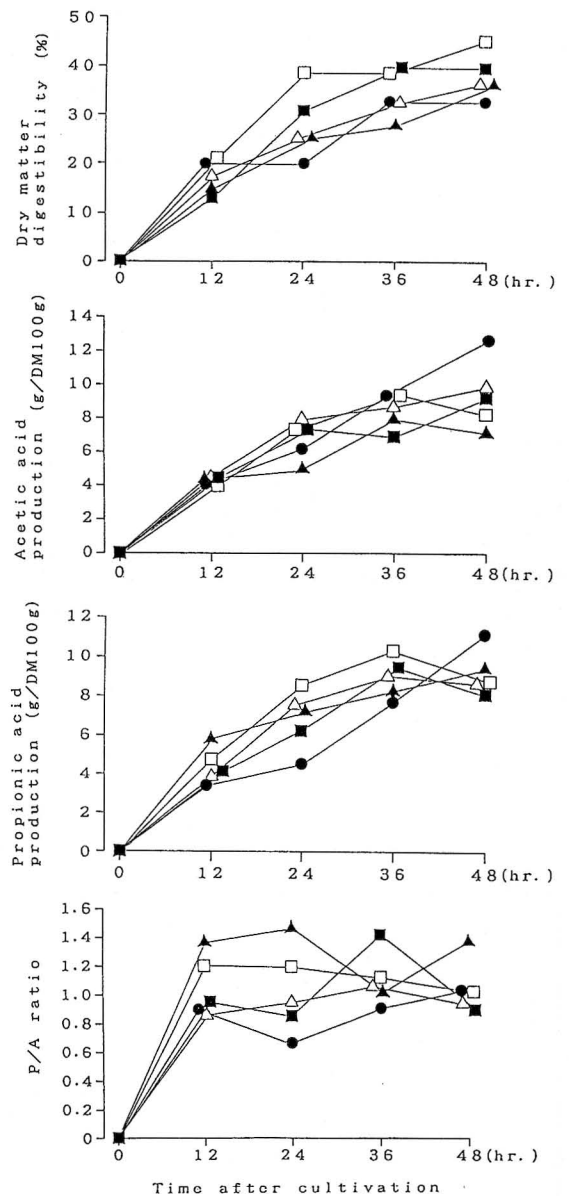 Dry matter
digestibility (%)
50
40
30
20
10
0
0 12 24 36 48(hr.)
Acetic acid
production (g/DM100g)
14
12
10
8
6
4
2
0
0 12 24 36 48(hr.)
Propionic acid
production (g/DM100g)
12
10
8
6
4
2
0
0 12 24 36 48(hr.)
P/A ratio
1.6
1.4
1.2
1.0
0.8
0.6
0.4
0.2
0
0 12 24 36 48(hr.)
Time after cultivation